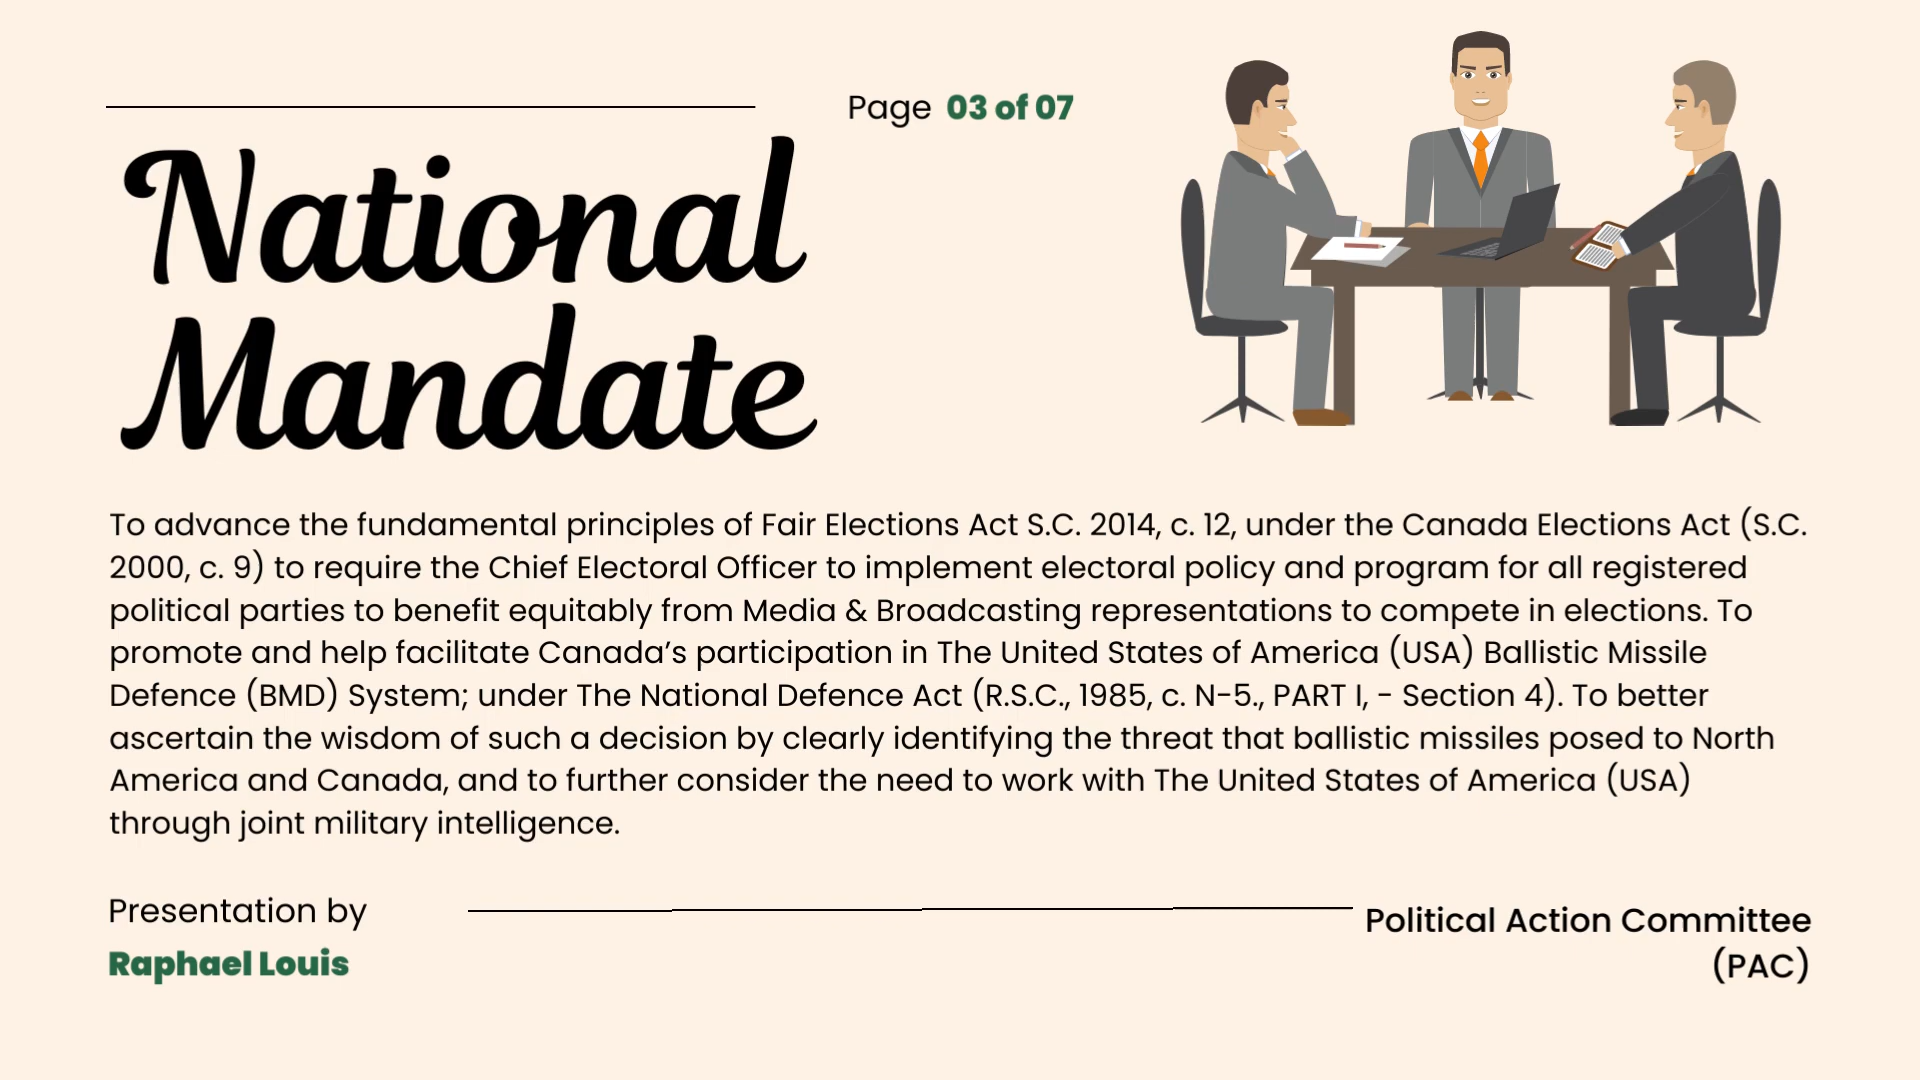 Page 03 of 07
National
Mandate
To advance the fundamental principles of Fair Elections Act S.C. 2014, c. 12, under the Canada Elections Act (S.C.
2000, c. 9) to require the Chief Electoral Officer to implement electoral policy and program for all registered
political parties to benefit equitably from Media & Broadcasting representations to compete in elections. To
promote and help facilitate Canada’s participation in The United States of America (USA) Ballistic Missile
Defence (BMD) System; under The National Defence Act (R.S.C., 1985, c. N-5., PART I, - Section 4). To better
ascertain the wisdom of such a decision by clearly identifying the threat that ballistic missiles posed to North
America and Canada, and to further consider the need to work with The United States of America (USA)
through joint military intelligence.
Presentation by
Raphael Louis
Political Action Committee
(PAC)